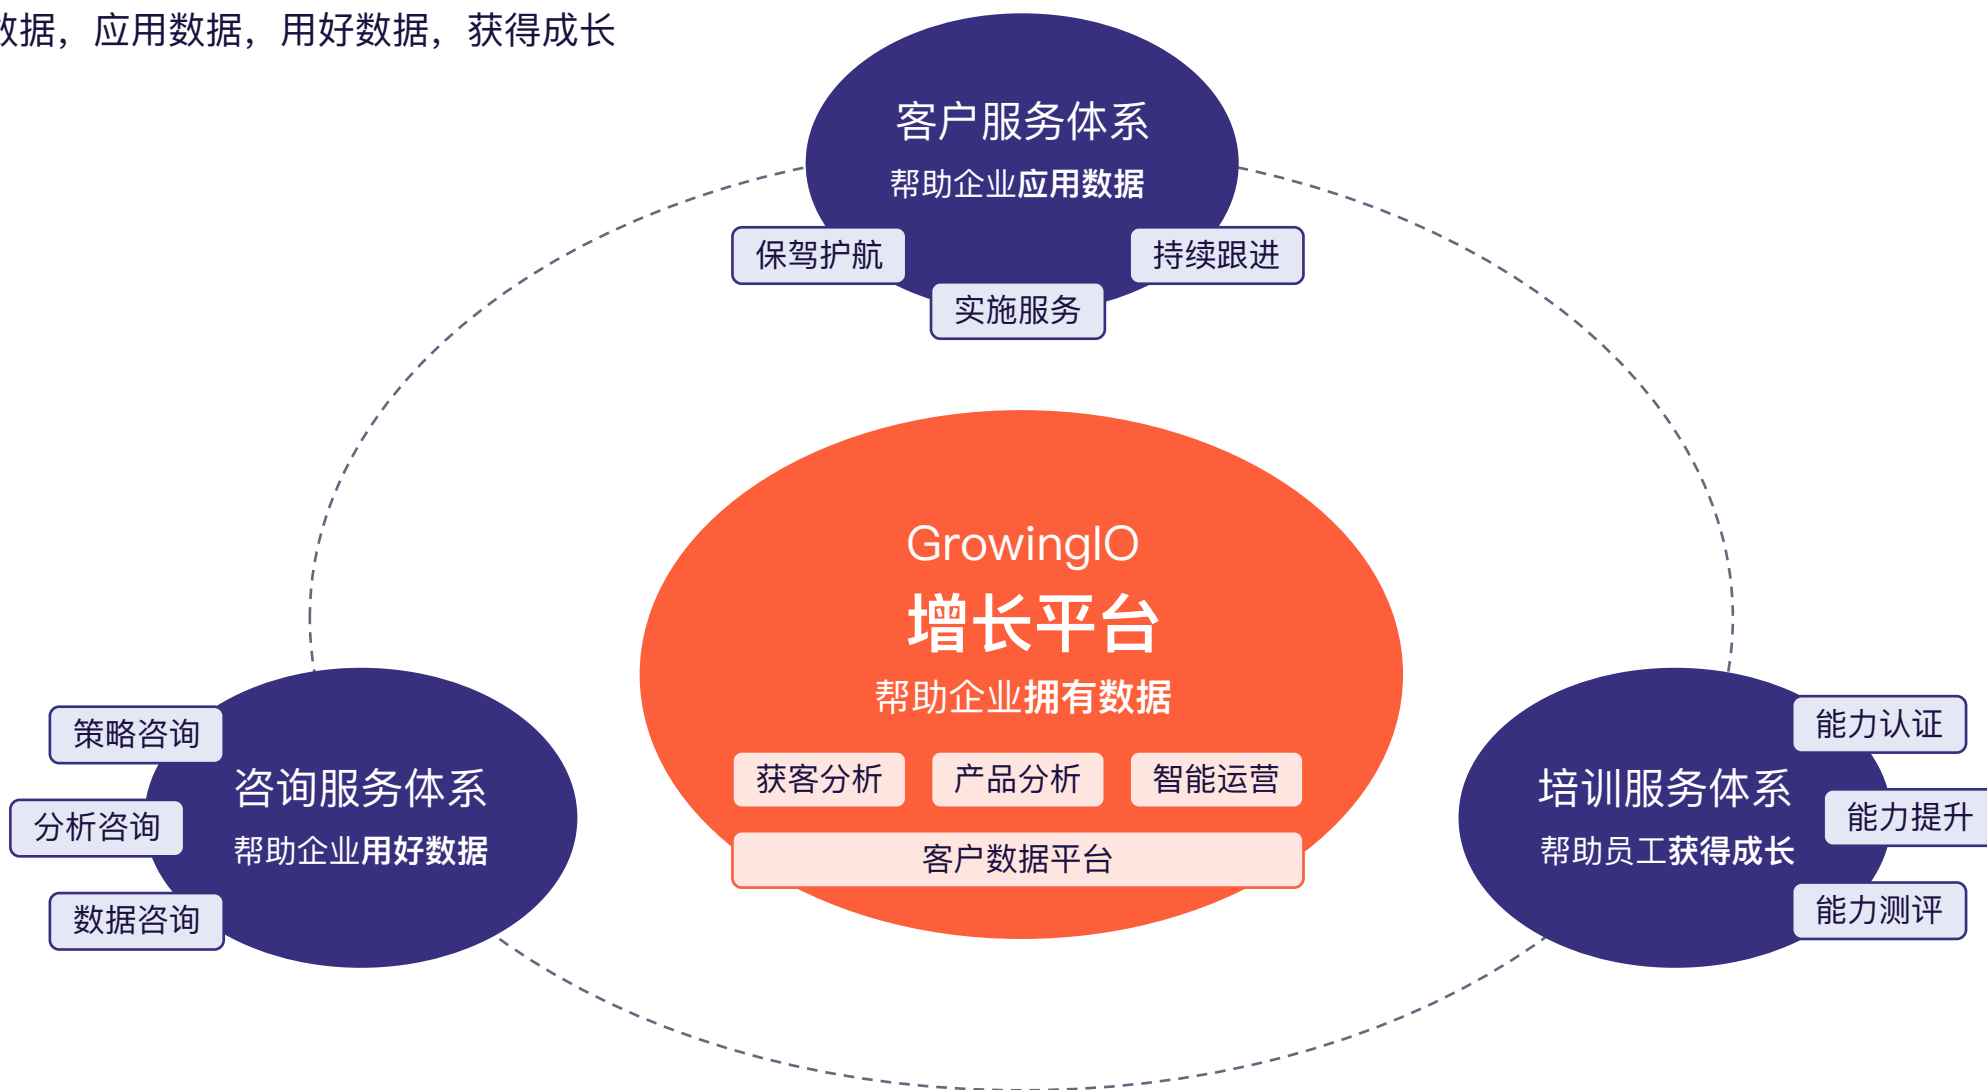 数据，应用数据，用好数据，获得成长
客户服务体系
帮助企业应用数据
保驾护航
持续跟进
实施服务
GrowingIO
增长平台
帮助企业拥有数据
获客分析
产品分析
智能运营
客户数据平台
策略咨询
分析咨询
数据咨询
咨询服务体系
帮助企业用好数据
培训服务体系
帮助员工获得成长
能力认证
能力提升
能力测评